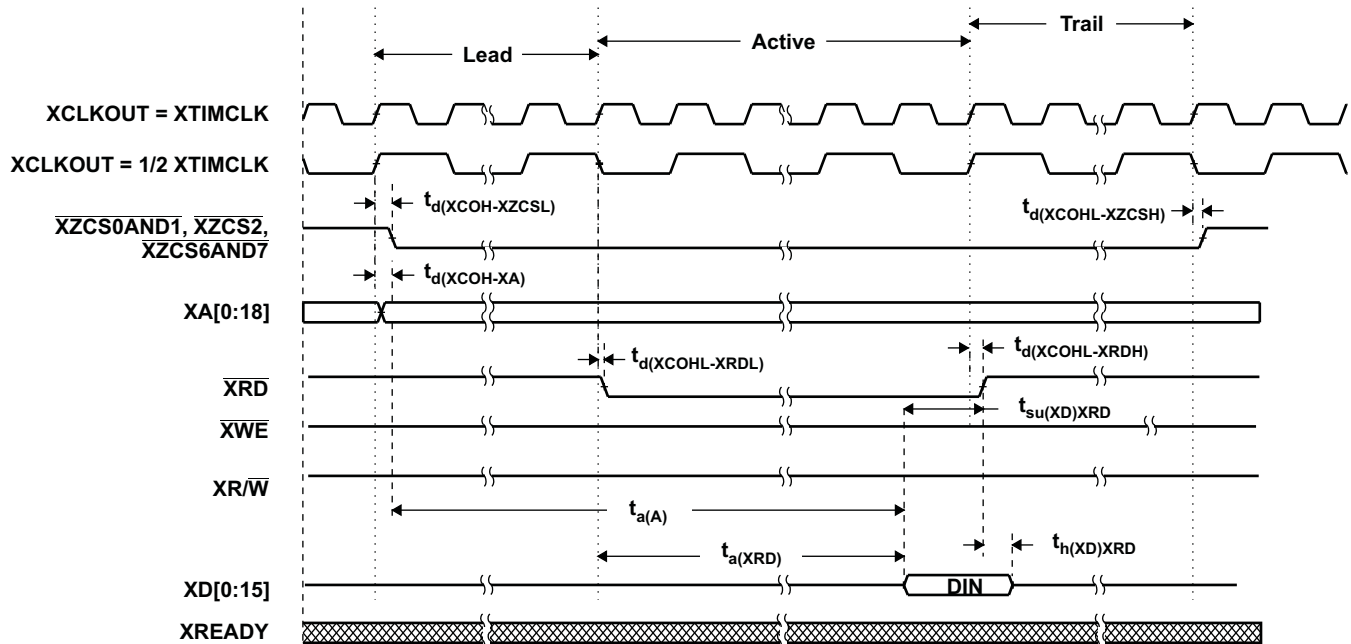 Trail
Active
Lead
XCLKOUT = XTIMCLK
XCLKOUT = 1/2 XTIMCLK
td(XCOH-XZCSL)
td(XCOHL-XZCSH)
XZCS0AND1, XZCS2,
XZCS6AND7
td(XCOH-XA)
XA[0:18]
td(XCOHL-XRDL)
td(XCOHL-XRDH)
XRD
tsu(XD)XRD
XWE
XR/W
ta(A)
ta(XRD)
th(XD)XRD
XD[0:15]
DIN
XREADY